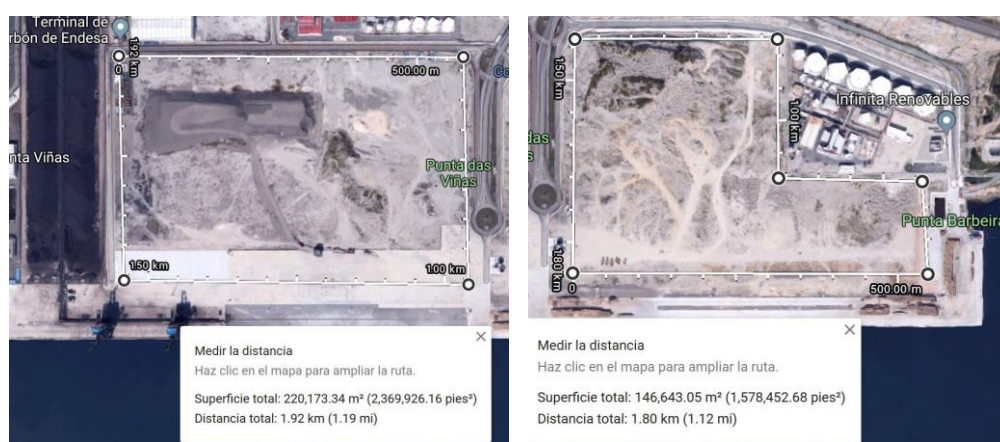 Terminal de
rbón de Endesa
1.92 km
0
500.00 m
Co
nta Viñas
Punta das
Viñas
1.50 km
1.00 km
Medir la distancia
Haz clic en el mapa para ampliar la ruta.
Superficie total: 220,173.34 m² (2,369,926.16 pies²)
Distancia total: 1.92 km (1.19 mi)
1.50 km
1.00 km
Infinita Renovables
das
s
Punta Barbeira
1.80 km
0
500.00 m
Medir la distancia
Haz clic en el mapa para ampliar la ruta.
Superficie total: 146,643.05 m² (1,578,452.68 pies²)
Distancia total: 1.80 km (1.12 mi)